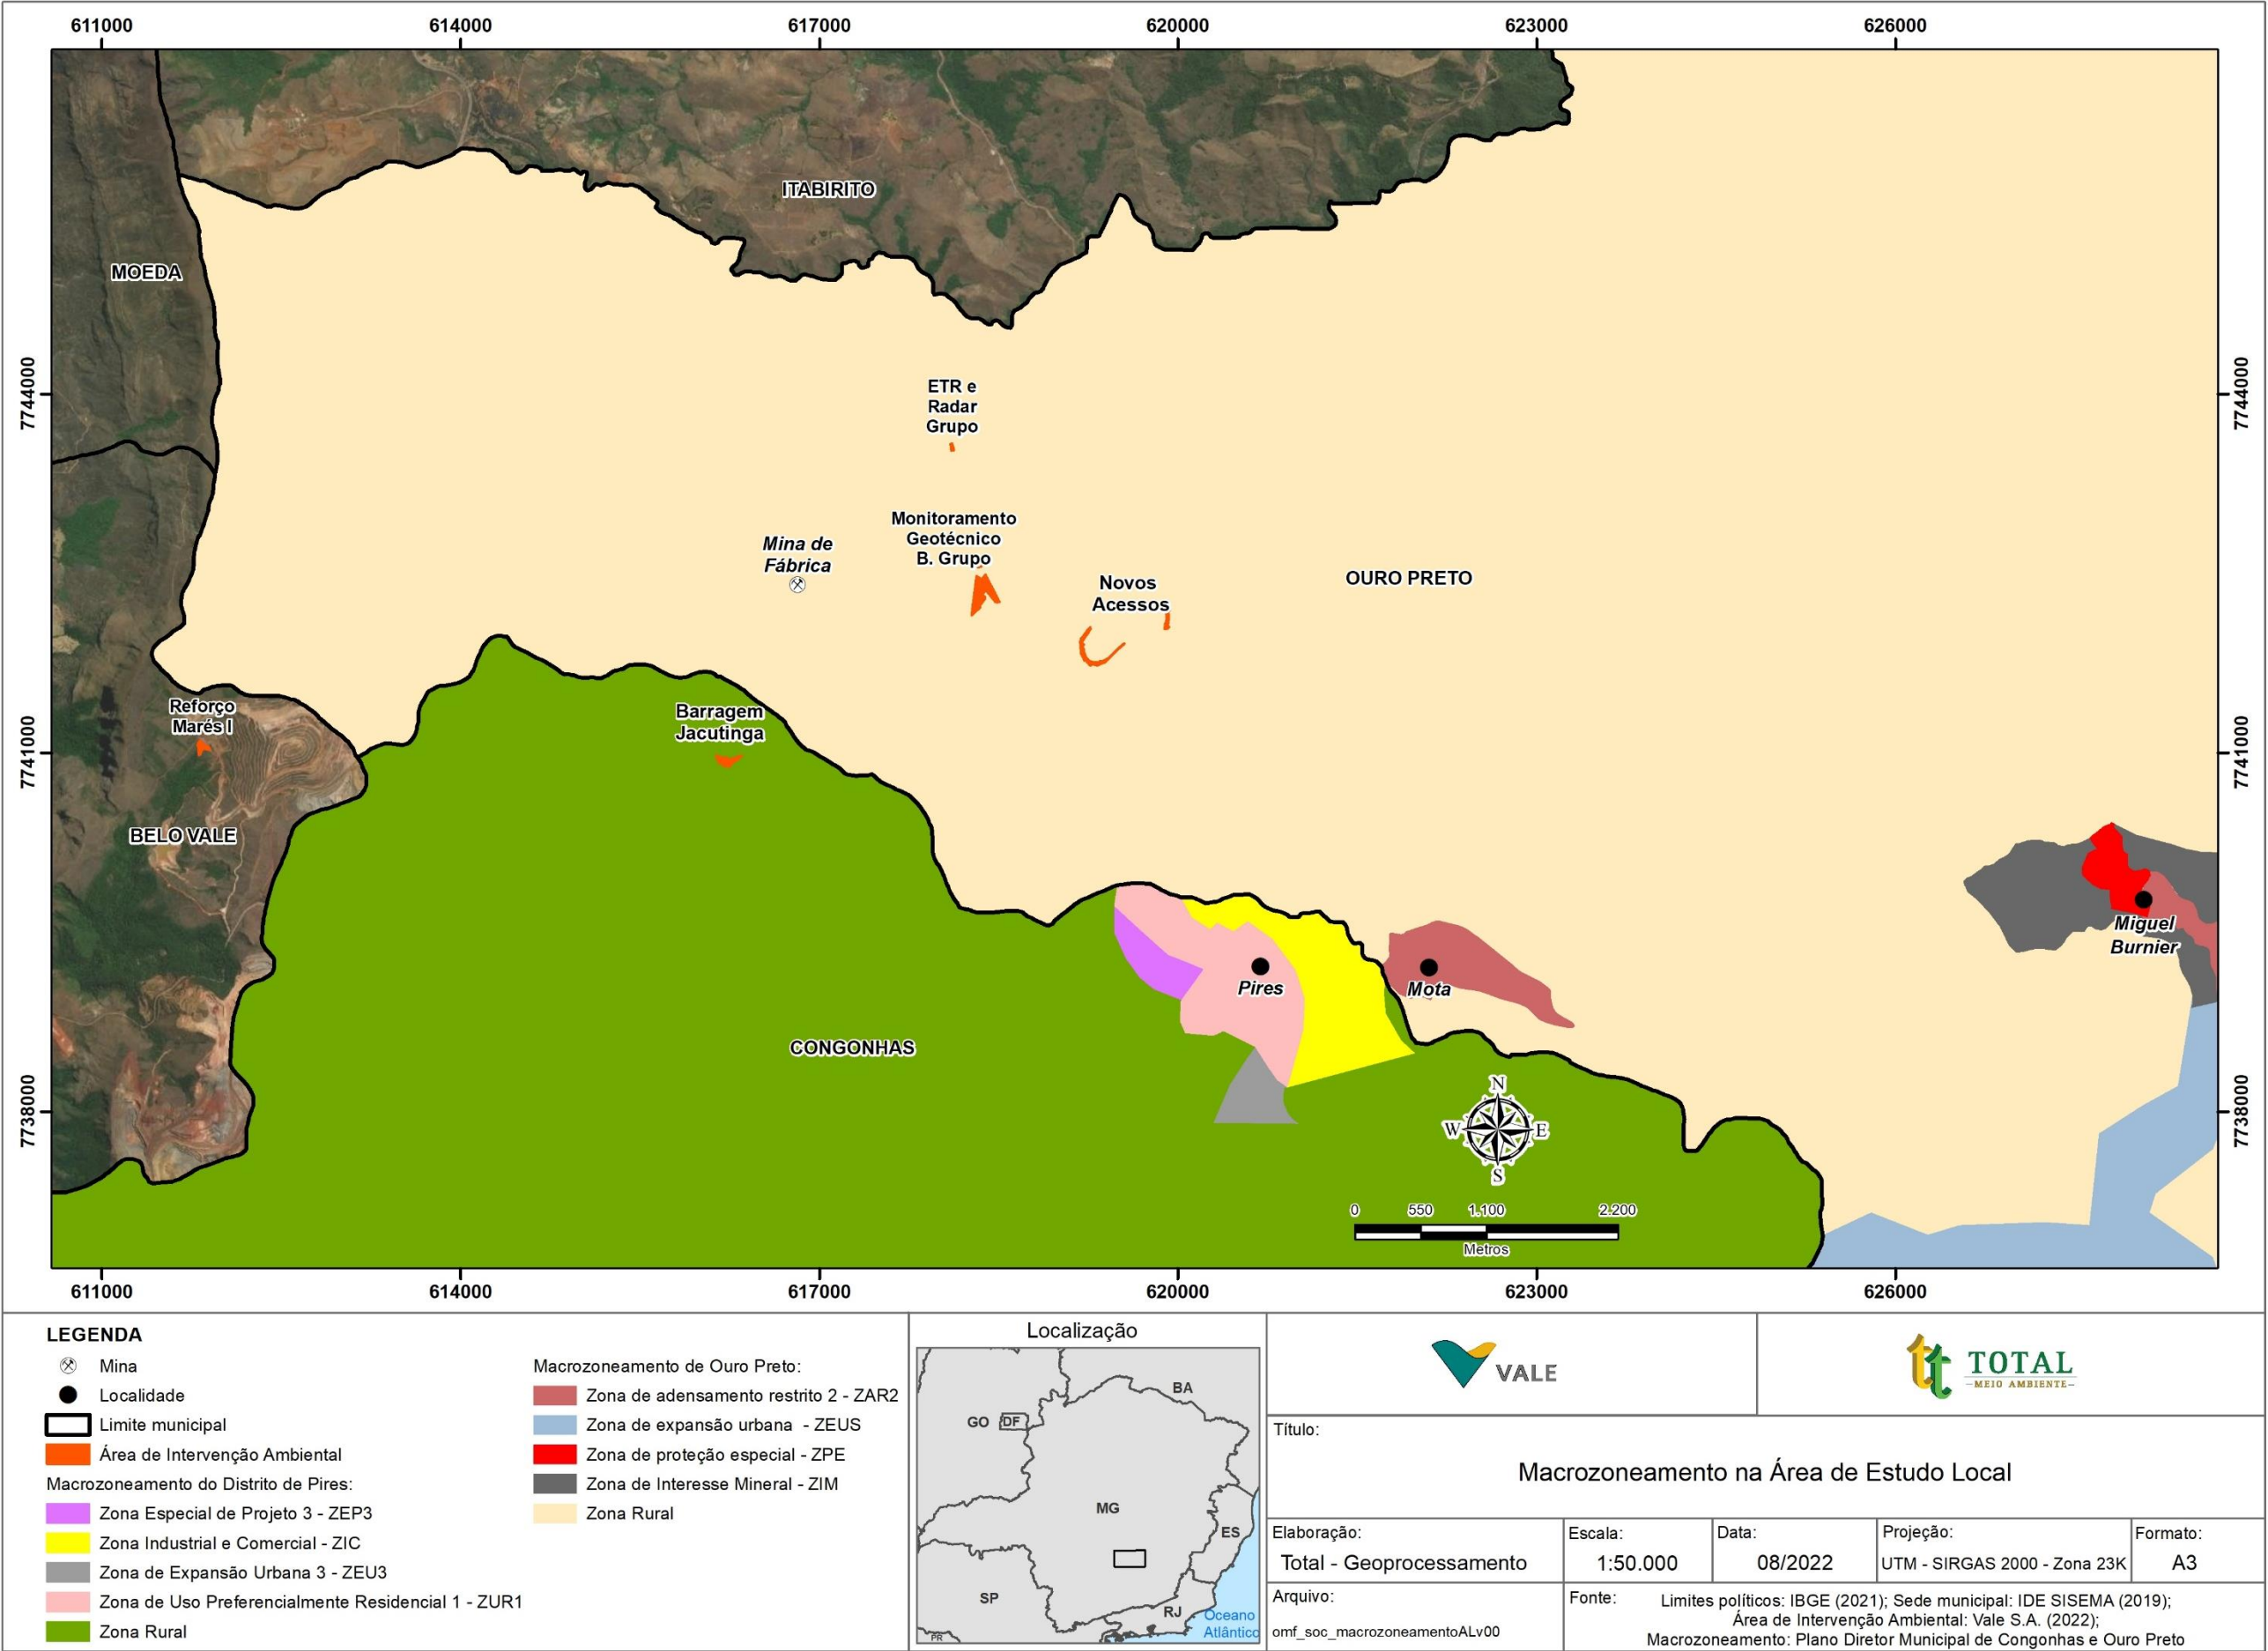 611000 614000 617000 620000 623000 626000
ITABIRITO
MOEDA
7744000
7744000
ETR e
Radar
Grupo
Monitoramento
Geotécnico
B. Grupo
Mina de
Fábrica
Novos
Acessos
OURO PRETO
Reforço
Marés I
Barragem
Jacutinga
7741000
7741000
BELO VALE
Miguel
Burnier
Pires
Mota
CONGONHAS
7738000
7738000
N
W E
S
0 550 1.100 2.200
Metros
611000 614000 617000 620000 623000 626000
LEGENDA
Mina
Localidade
Limite municipal
Área de Intervenção Ambiental
Macrozoneamento do Distrito de Pires:
Zona Especial de Projeto 3 - ZEP3
Zona Industrial e Comercial - ZIC
Zona de Expansão Urbana 3 - ZEU3
Zona de Uso Preferencialmente Residencial 1 - ZUR1
Zona Rural
Macrozoneamento de Ouro Preto:
Zona de adensamento restrito 2 - ZAR2
Zona de expansão urbana - ZEUS
Zona de proteção especial - ZPE
Zona de Interesse Mineral - ZIM
Zona Rural
Localização
BA
GO DF
MG
ES
SP
RJ
PR
Oceano
Atlântico
VALE
tt TOTAL
MEIO AMBIENTE
Título:
Macrozoneamento na Área de Estudo Local
Elaboração:
Total - Geoprocessamento
Escala:
1:50.000
Data:
08/2022
Projeção:
UTM - SIRGAS 2000 - Zona 23K
Formato:
A3
Arquivo:
omf_soc_macrozoneamentoALv00
Fonte: Limites políticos: IBGE (2021); Sede municipal: IDE SISEMA (2019);
Área de Intervenção Ambiental: Vale S.A. (2022);
Macrozoneamento: Plano Diretor Municipal de Congonhas e Ouro Preto